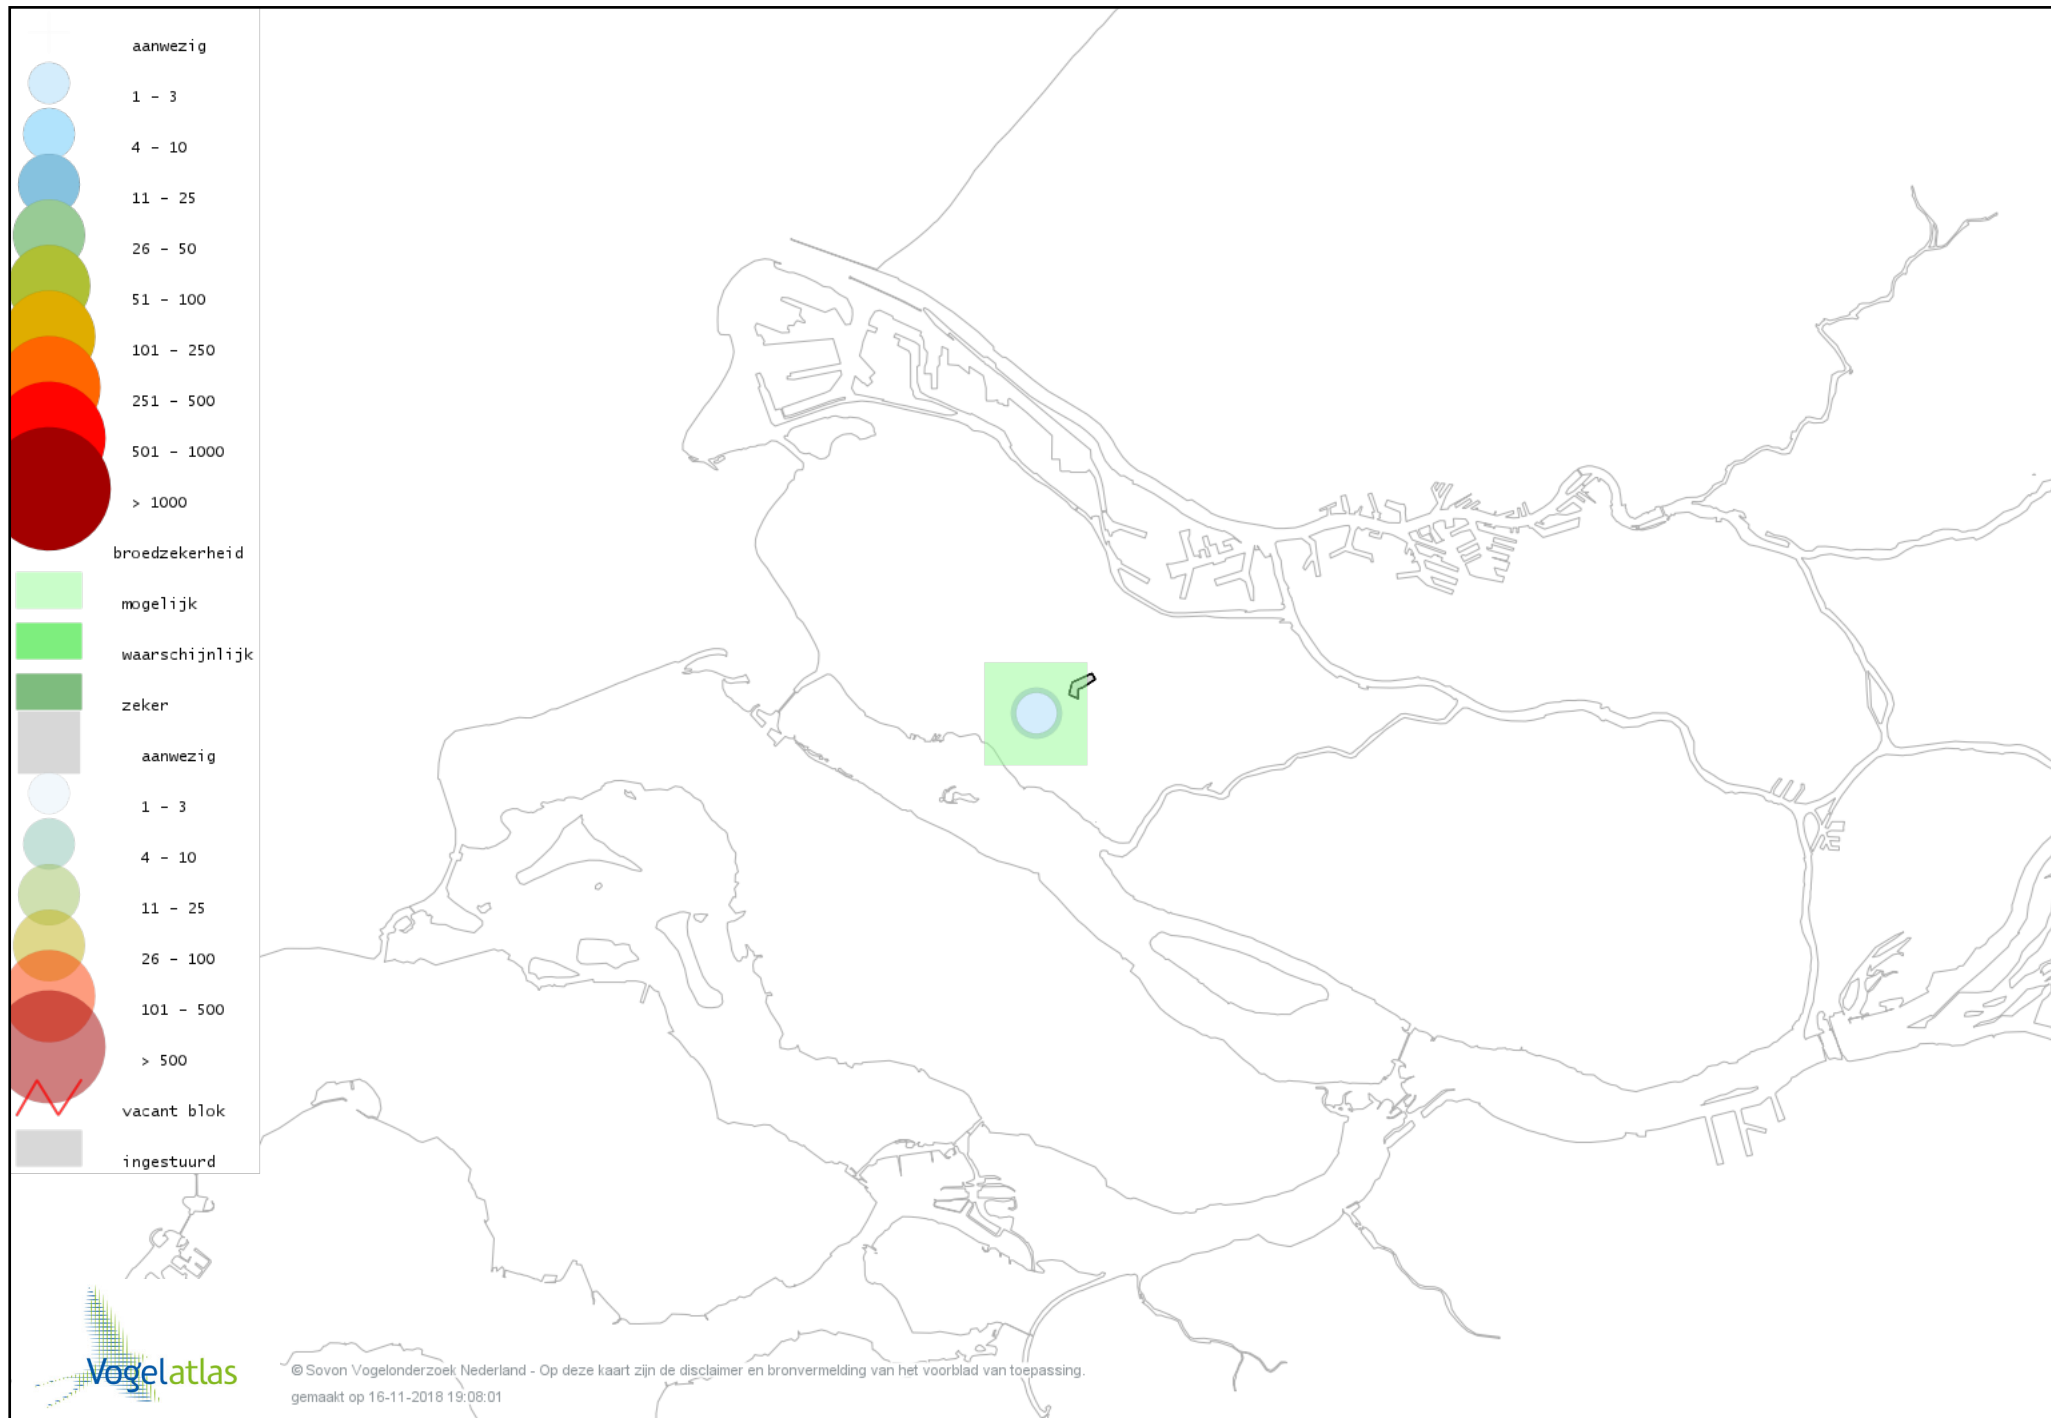 aanwezig
1 - 3
4 - 10
11 - 25
26 - 50
51 - 100
101 - 250
251 - 500
501 - 1000
> 1000
broedzekerheid
mogelijk
waarschijnlijk
zeker
aanwezig
1 - 3
4 - 10
11 - 25
26 - 100
101 - 500
> 500
vacant blok
ingestuurd
Vogelatlas
© Sovon Vogelonderzoek Nederland - Op deze kaart zijn de disclaimer en bronvermelding van het voorblad van toepassing.
gemaakt op 16-11-2018 19:08:01